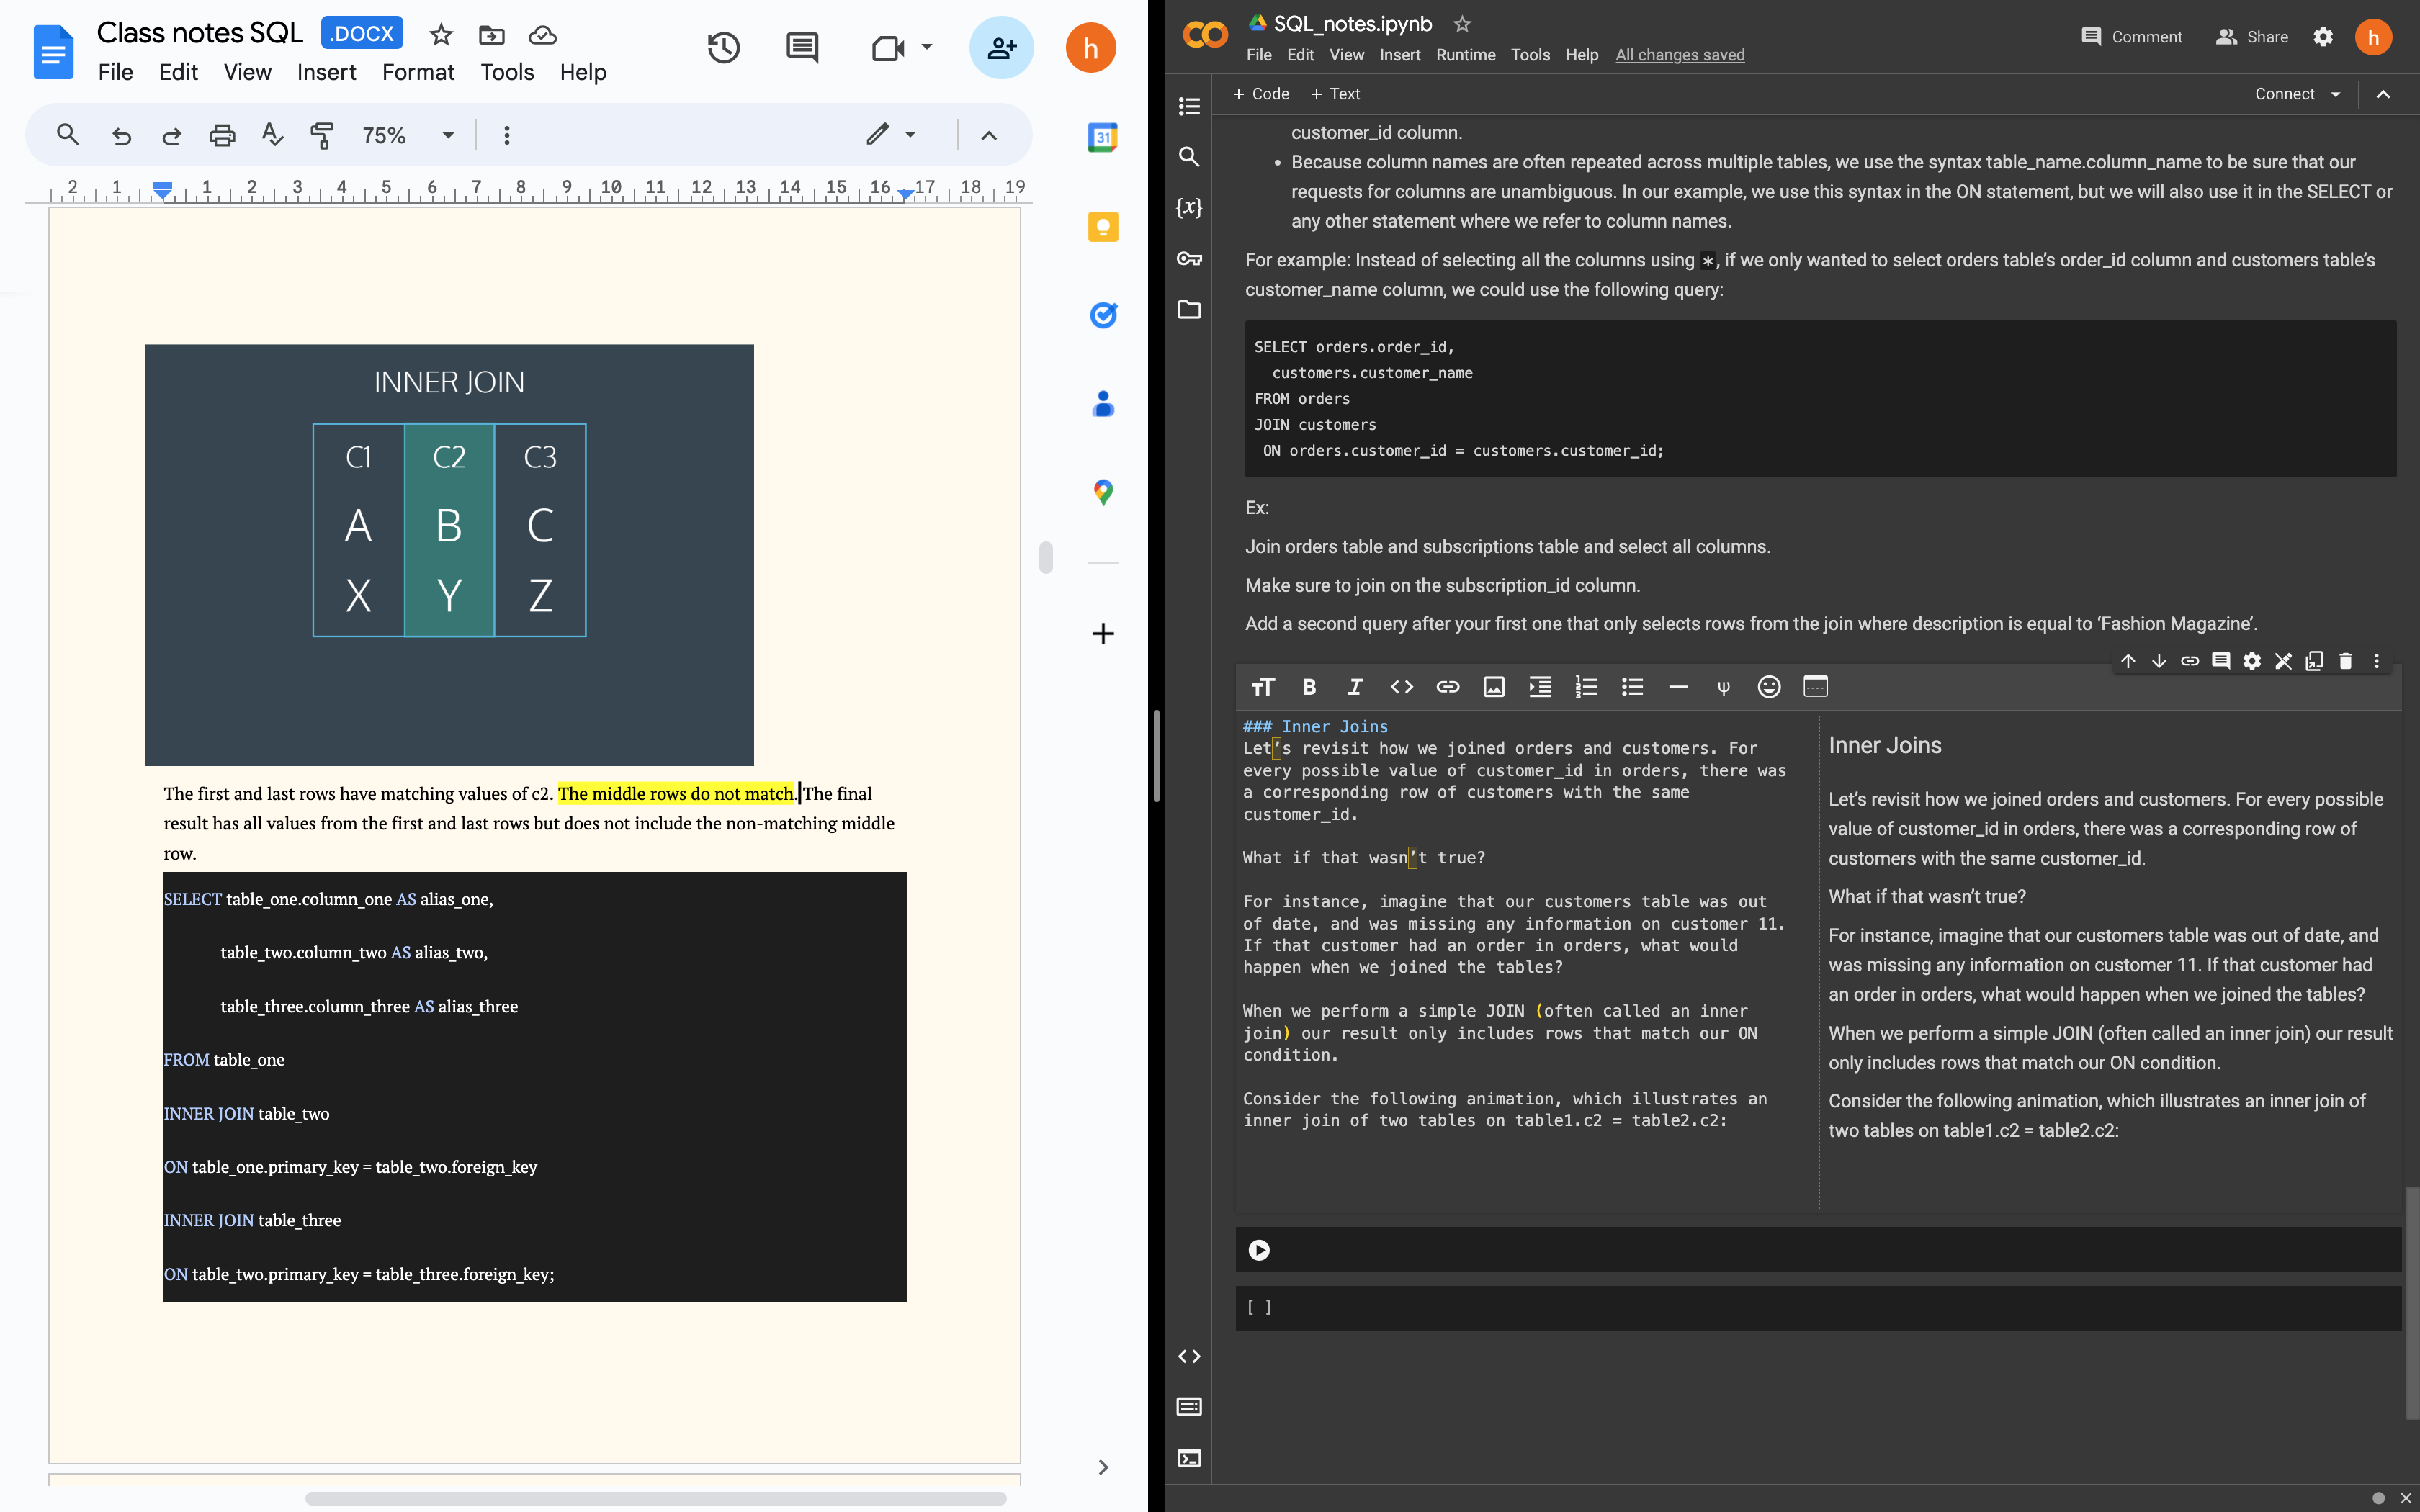 Class notes SQL .DOCX
File Edit View Insert Format Tools Help
h
75%
31
2 1 1 2 3 4 5 6 7 8 9 10 11 12 13 14 15 16 17 18 19
INNER JOIN
C1 C2 C3
A B C
X Y Z
The first and last rows have matching values of c2. The middle rows do not match. The final
result has all values from the first and last rows but does not include the non-matching middle
row.
SELECT table_one.column_one AS alias_one,
table_two.column_two AS alias_two,
table_three.column_three AS alias_three
FROM table_one
INNER JOIN table_two
ON table_one.primary_key = table_two.foreign_key
INNER JOIN table_three
ON table_two.primary_key = table_three.foreign_key;
SQL_notes.ipynb
File Edit View Insert Runtime Tools Help All changes saved
Comment Share h
+ Code + Text Connect
{x}
customer_id column.
• Because column names are often repeated across multiple tables, we use the syntax table_name.column_name to be sure that our
requests for columns are unambiguous. In our example, we use this syntax in the ON statement, but we will also use it in the SELECT or
any other statement where we refer to column names.
For example: Instead of selecting all the columns using *, if we only wanted to select orders table’s order_id column and customers table’s
customer_name column, we could use the following query:
SELECT orders.order_id,
customers.customer_name
FROM orders
JOIN customers
ON orders.customer_id = customers.customer_id;
Ex:
Join orders table and subscriptions table and select all columns.
Make sure to join on the subscription_id column.
Add a second query after your first one that only selects rows from the join where description is equal to ‘Fashion Magazine’.
TT B I <> ψ
### Inner Joins
Let’s revisit how we joined orders and customers. For
every possible value of customer_id in orders, there was
a corresponding row of customers with the same
customer_id.
What if that wasn’t true?
For instance, imagine that our customers table was out
of date, and was missing any information on customer 11.
If that customer had an order in orders, what would
happen when we joined the tables?
When we perform a simple JOIN (often called an inner
join) our result only includes rows that match our ON
condition.
Consider the following animation, which illustrates an
inner join of two tables on table1.c2 = table2.c2:
Inner Joins
Let’s revisit how we joined orders and customers. For every possible
value of customer_id in orders, there was a corresponding row of
customers with the same customer_id.
What if that wasn’t true?
For instance, imagine that our customers table was out of date, and
was missing any information on customer 11. If that customer had
an order in orders, what would happen when we joined the tables?
When we perform a simple JOIN (often called an inner join) our result
only includes rows that match our ON condition.
Consider the following animation, which illustrates an inner join of
two tables on table1.c2 = table2.c2:
[ ]